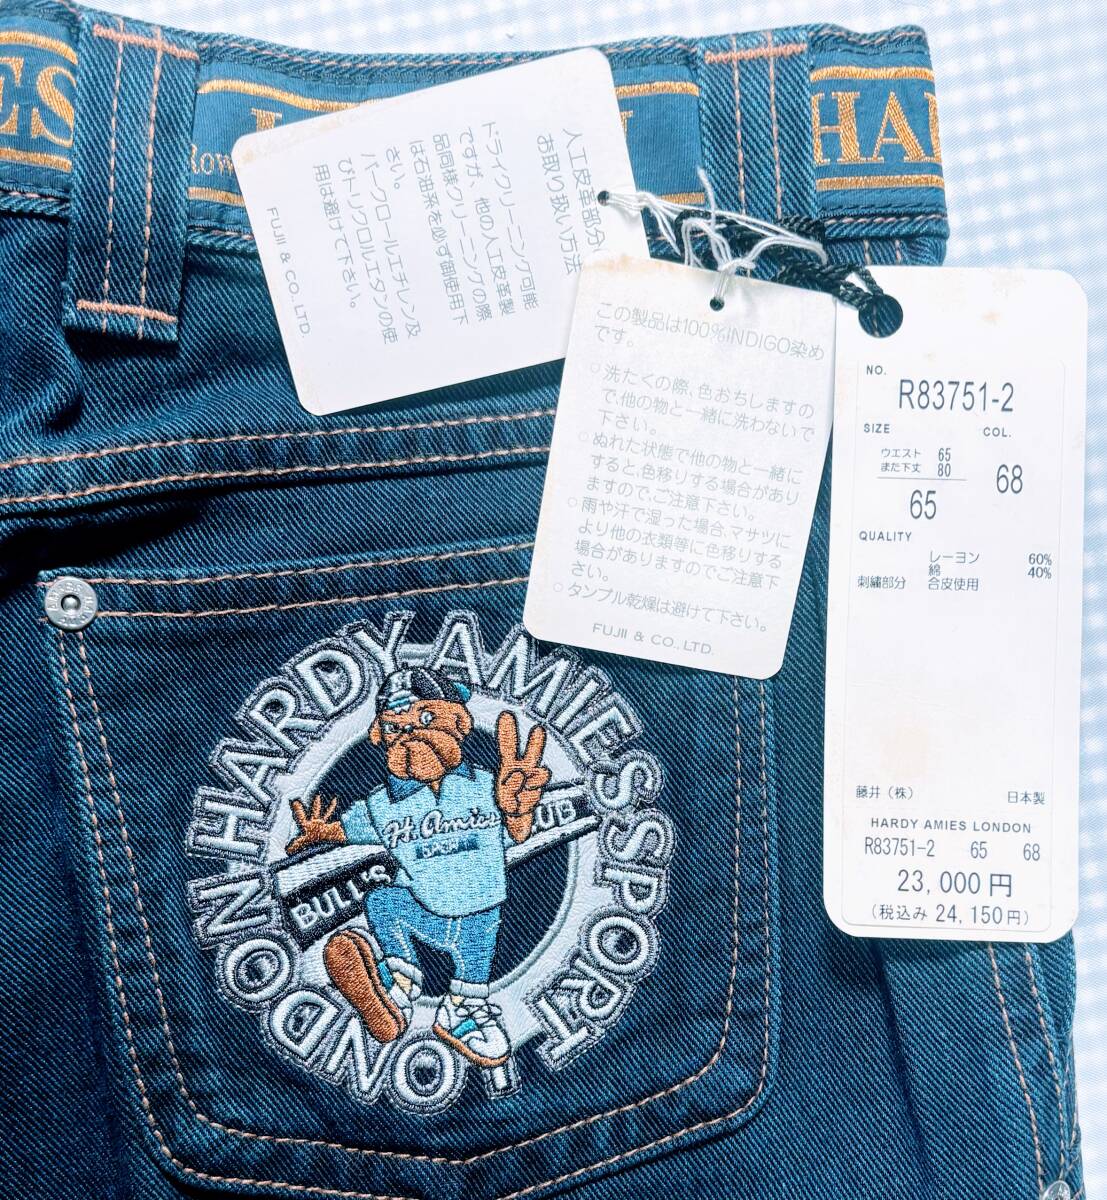 ES
Row
HA
人工皮革部分
お取り扱い方法
ドライクリーニング可能
ですが、他の人工皮革製
品同様クリーニングの際
は石油系を必ず御使用下
さい。
パークロールエチレン及
びトリクロルエタンの使
用は避けて下さい。
FUJII & CO.,LTD.
この製品は100%INDIGO染め
です。
○洗たくの際、色おちしますの
で、他の物と一緒に洗わないで
下さい。
○ぬれた状態で他の物と一緒に
すると、色移りする場合があり
ますので、ご注意下さい。
○雨や汗で湿った場合、マサツに
より他の衣類等に色移りする
場合がありますのでご注意下
さい。
○タンブル乾燥は避けて下さい。
FUJII & CO., LTD.
NO.
R83751-2
SIZE COL.
ウエスト 65
また下丈 80
65 68
QUALITY
レーヨン 60%
綿 40%
刺繍部分 合皮使用
藤井（株） 日本製
HARDY AMIES LONDON
R83751-2 65 68
23,000円
(税込み 24,150円)
HARDY AMIES SPORT LONDON
H. Amies
SPORT
BULL'S
CLUB